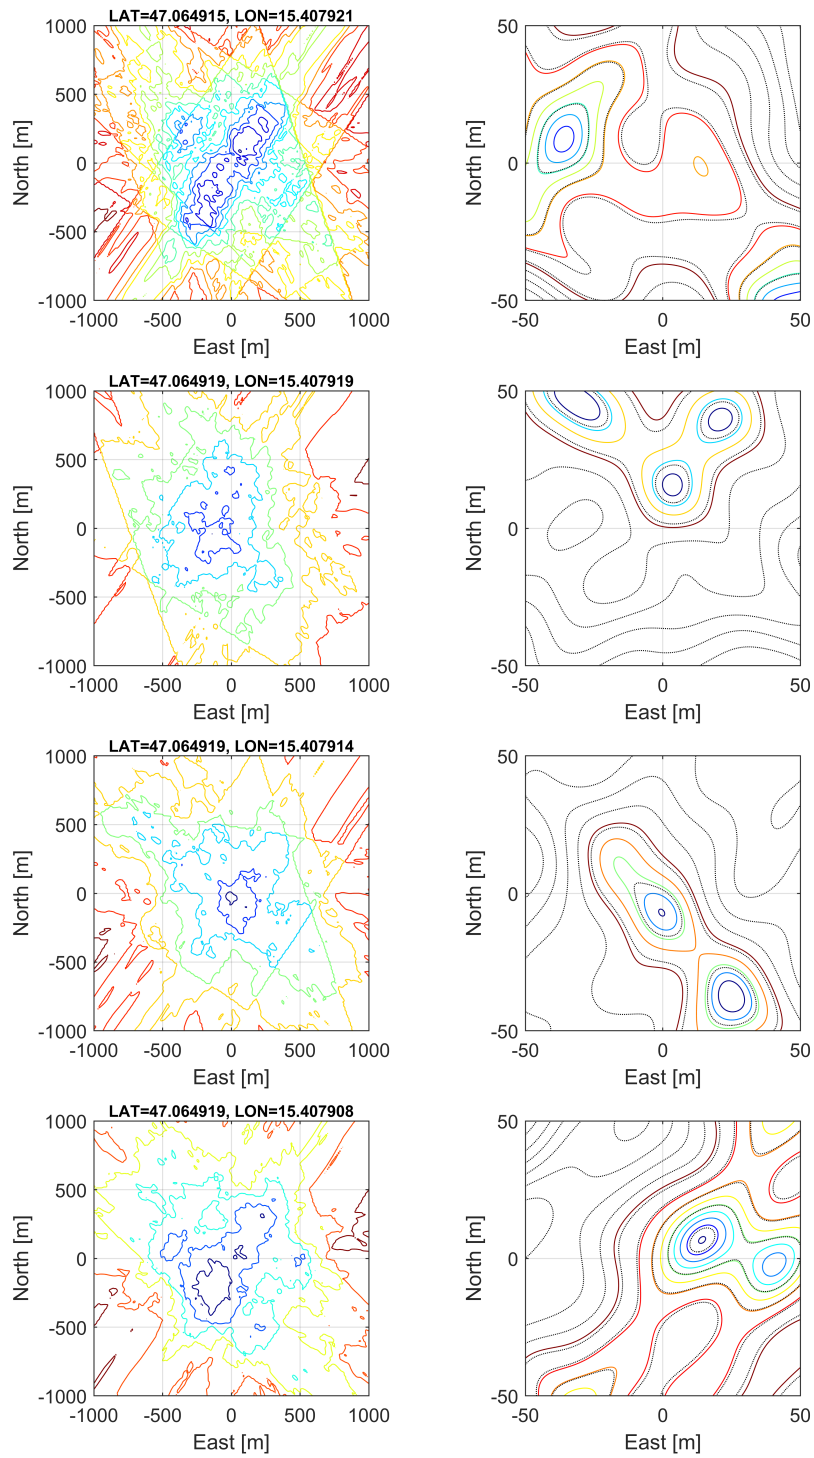 LAT=47.064915, LON=15.407921
1000
500
0
-500
-1000
North [m]
-1000 -500 0 500 1000
East [m]
50
0
-50
North [m]
-50 0 50
East [m]
LAT=47.064919, LON=15.407919
1000
500
0
-500
-1000
North [m]
-1000 -500 0 500 1000
East [m]
50
0
-50
North [m]
-50 0 50
East [m]
LAT=47.064919, LON=15.407914
1000
500
0
-500
-1000
North [m]
-1000 -500 0 500 1000
East [m]
50
0
-50
North [m]
-50 0 50
East [m]
LAT=47.064919, LON=15.407908
1000
500
0
-500
-1000
North [m]
-1000 -500 0 500 1000
East [m]
50
0
-50
North [m]
-50 0 50
East [m]